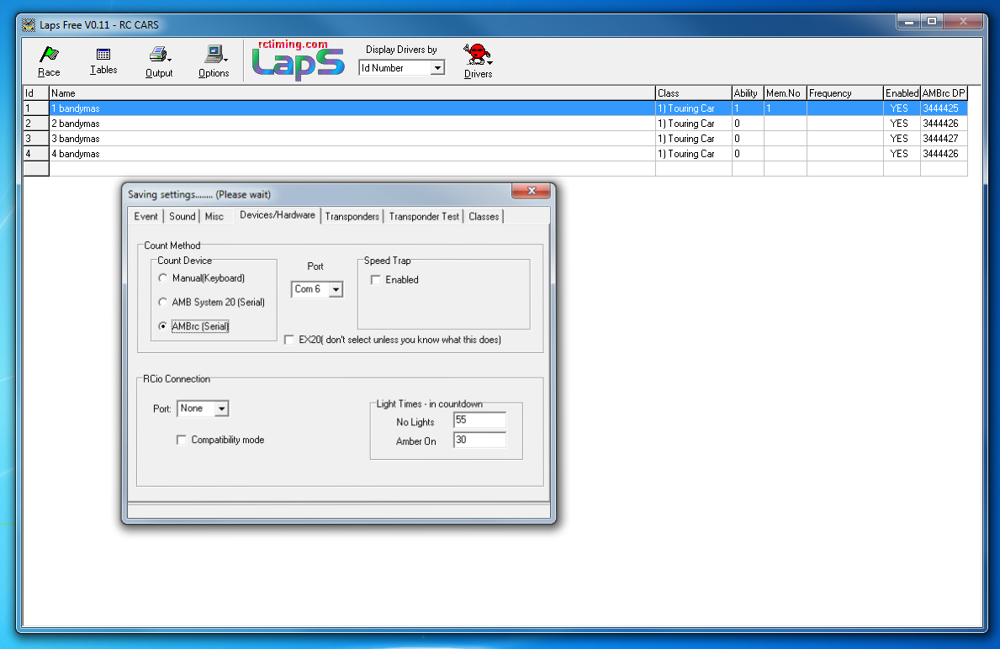 Laps Free V0.11 - RC CARS
Race Tables Output Options rctiming.com LapS Display Drivers by Id Number Drivers
Id Name Class Ability Mem.No Frequency Enabled AMBrc DP
1 1 bandymas 1) Touring Car 1 1 YES 3444425
2 2 bandymas 1) Touring Car 0 YES 3444426
3 3 bandymas 1) Touring Car 0 YES 3444427
4 4 bandymas 1) Touring Car 0 YES 3444426
Saving settings........ (Please wait)
Event Sound Misc Devices/Hardware Transponders Transponder Test Classes
Count Method
Count Device
Manual(Keyboard)
AMB System 20 (Serial)
AMBrc (Serial)
Port
Com 6
Speed Trap
Enabled
EX20( don't select unless you know what this does)
RCio Connection
Port: None
Compatibility mode
Light Times - in countdown
No Lights 55
Amber On 30